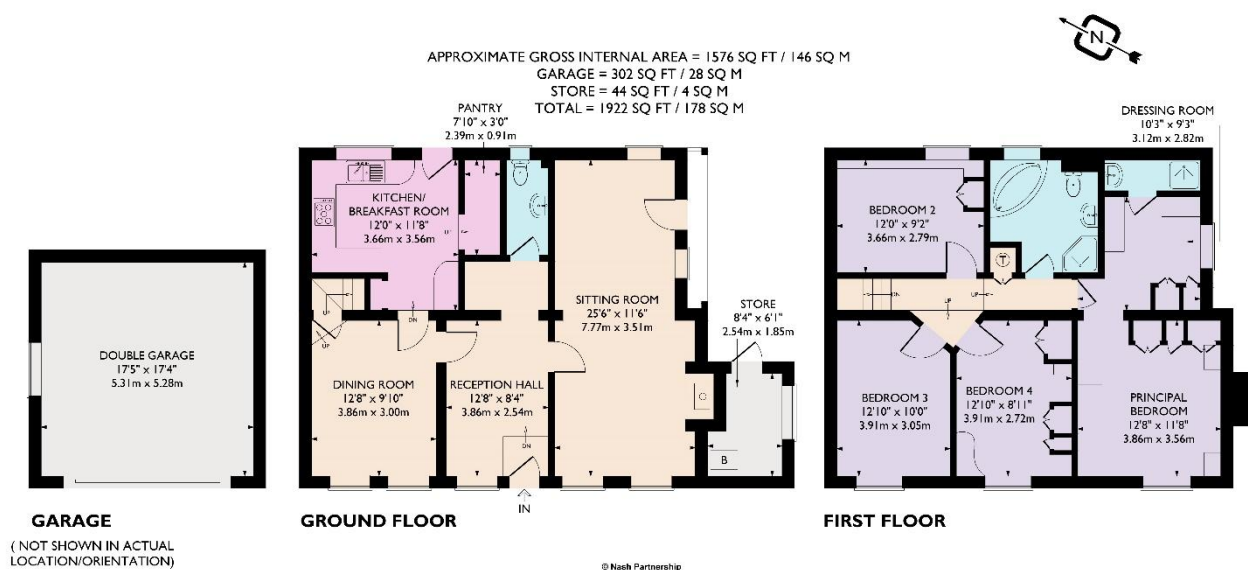 N
APPROXIMATE GROSS INTERNAL AREA = 1576 SQ FT / 146 SQ M
GARAGE = 302 SQ FT / 28 SQ M
STORE = 44 SQ FT / 4 SQ M
TOTAL = 1922 SQ FT / 178 SQ M
PANTRY
7'10" x 3'0"
2.39m x 0.91m
DRESSING ROOM
10'3" x 9'3"
3.12m x 2.82m
KITCHEN/
BREAKFAST ROOM
12'0" x 11'8"
3.66m x 3.56m
UP
BEDROOM 2
12'0" x 9'2"
3.66m x 2.79m
T
SITTING ROOM
25'6" x 11'6"
7.77m x 3.51m
STORE
8'4" x 6'1"
2.54m x 1.85m
UP
UP
DN
DN
UP
UP
DOUBLE GARAGE
17'5" x 17'4"
5.31m x 5.28m
DINING ROOM
12'8" x 9'10"
3.86m x 3.00m
RECEPTION HALL
12'8" x 8'4"
3.86m x 2.54m
DN
IN
B
BEDROOM 3
12'10" x 10'0"
3.91m x 3.05m
BEDROOM 4
12'10" x 8'11"
3.91m x 2.72m
PRINCIPAL
BEDROOM
12'8" x 11'8"
3.86m x 3.56m
GARAGE
( NOT SHOWN IN ACTUAL
LOCATION/ORIENTATION)
GROUND FLOOR
FIRST FLOOR
© Nash Partnership